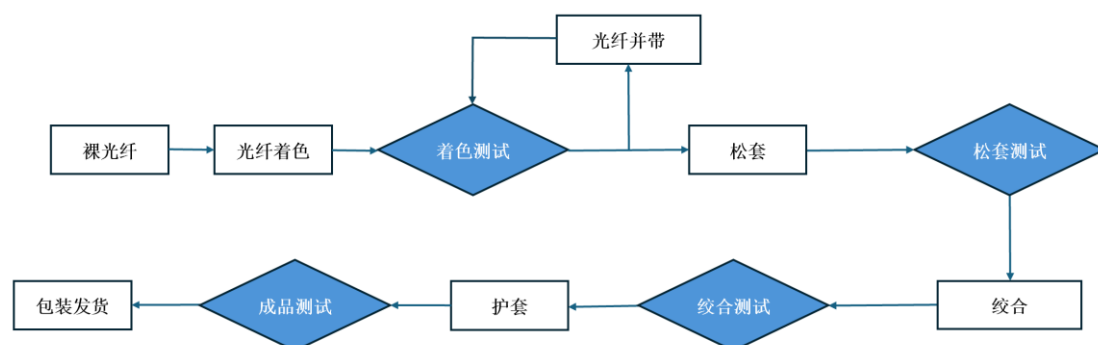 光纤并带
裸光纤
光纤着色
着色测试
松套
松套测试
包装发货
成品测试
护套
绞合测试
绞合